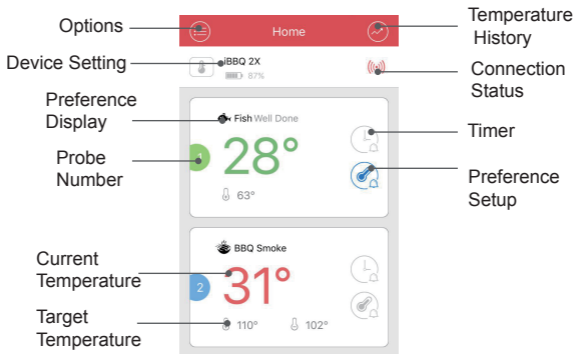 Options
Device Setting
Preference
Display
Probe
Number
Current
Temperature
Target
Temperature
Home
iBBQ 2X
87%
Fish Well Done
1
28°
63°
BBQ Smoke
2
31°
110° 102°
Temperature
History
Connection
Status
Timer
Preference
Setup